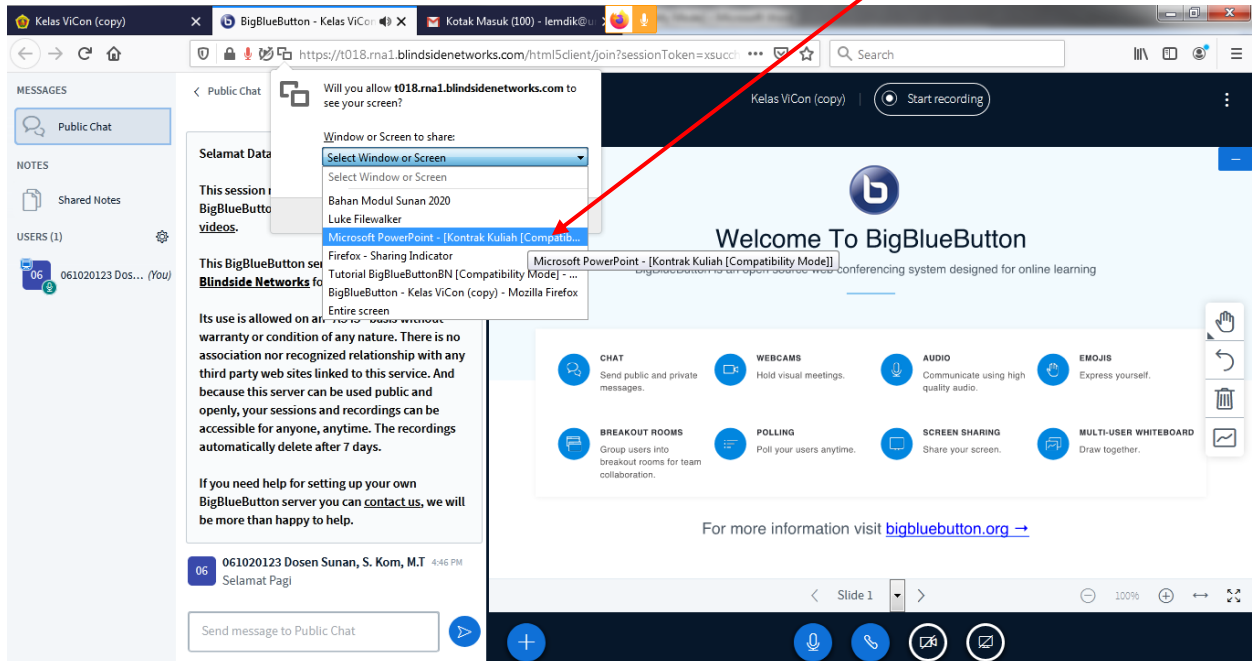 Kelas ViCon (copy)
BigBlueButton - Kelas ViCon
Kotak Masuk (100) - lemdik@u
https://t018.rna1.blindsidenetworks.com/html5client/join?sessionToken=xsucch
Search
MESSAGES
Public Chat
NOTES
Shared Notes
USERS (1)
06
061020123 Dos... (You)
Public Chat
Will you allow t018.rna1.blindsidenetworks.com to
see your screen?
Window or Screen to share:
Select Window or Screen
Select Window or Screen
Bahan Modul Sunan 2020
Luke Filewalker
Microsoft PowerPoint - [Kontrak Kuliah [Compatib...
Firefox - Sharing Indicator
Tutorial BigBlueButtonBN [Compatibility Mode] - ...
BigBlueButton - Kelas ViCon (copy) - Mozilla Firefox
Entire screen
Microsoft PowerPoint - [Kontrak Kuliah [Compatibility Mode]]
Selamat Data
This session
BigBlueButto
videos.
This BigBlueButton ser
Blindside Networks fo
Its use is allowed on an "AS IS" basis without
warranty or condition of any nature. There is no
association nor recognized relationship with any
third party web sites linked to this service. And
because this server can be used public and
openly, your sessions and recordings can be
accessible for anyone, anytime. The recordings
automatically delete after 7 days.
If you need help for setting up your own
BigBlueButton server you can contact us, we will
be more than happy to help.
06
061020123 Dosen Sunan, S. Kom, M.T 4:46 PM
Selamat Pagi
Send message to Public Chat
Kelas ViCon (copy)
Start recording
Welcome To BigBlueButton
BigBlueButton is an open source web conferencing system designed for online learning
CHAT
Send public and private
messages.
WEBCAMS
Hold visual meetings.
AUDIO
Communicate using high
quality audio.
EMOJIS
Express yourself.
BREAKOUT ROOMS
Group users into
breakout rooms for team
collaboration.
POLLING
Poll your users anytime.
SCREEN SHARING
Share your screen.
MULTI-USER WHITEBOARD
Draw together.
For more information visit bigbluebutton.org →
Slide 1
100%